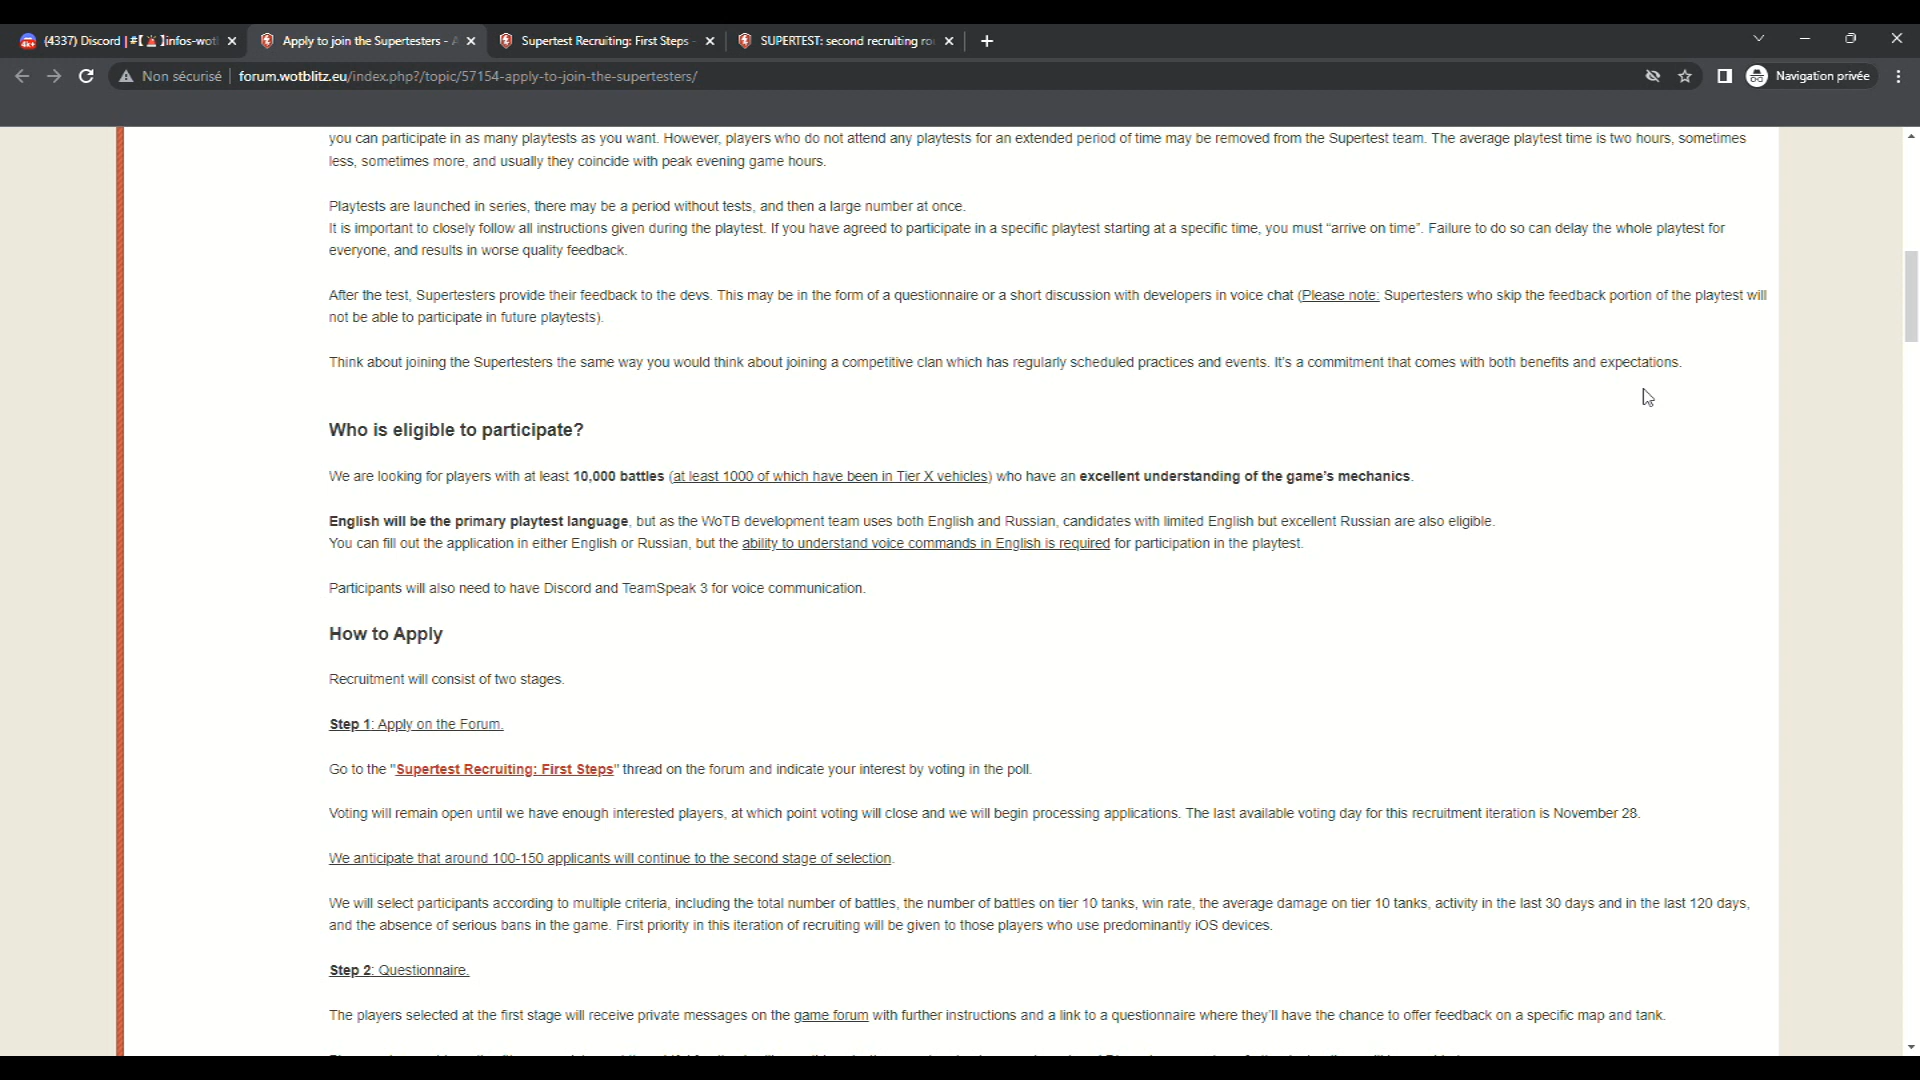 (4337) Discord | #[🚨]infos-wot
Apply to join the Supertesters -
Supertest Recruiting: First Steps -
SUPERTEST: second recruiting ro
Non sécurisé
forum.wotblitz.eu/index.php?/topic/57154-apply-to-join-the-supertesters/
Navigation privée
you can participate in as many playtests as you want. However, players who do not attend any playtests for an extended period of time may be removed from the Supertest team. The average playtest time is two hours, sometimes
less, sometimes more, and usually they coincide with peak evening game hours.
Playtests are launched in series, there may be a period without tests, and then a large number at once.
It is important to closely follow all instructions given during the playtest. If you have agreed to participate in a specific playtest starting at a specific time, you must “arrive on time”. Failure to do so can delay the whole playtest for
everyone, and results in worse quality feedback.
After the test, Supertesters provide their feedback to the devs. This may be in the form of a questionnaire or a short discussion with developers in voice chat (Please note: Supertesters who skip the feedback portion of the playtest will
not be able to participate in future playtests).
Think about joining the Supertesters the same way you would think about joining a competitive clan which has regularly scheduled practices and events. It's a commitment that comes with both benefits and expectations.
Who is eligible to participate?
We are looking for players with at least 10,000 battles (at least 1000 of which have been in Tier X vehicles) who have an excellent understanding of the game’s mechanics.
English will be the primary playtest language, but as the WoTB development team uses both English and Russian, candidates with limited English but excellent Russian are also eligible.
You can fill out the application in either English or Russian, but the ability to understand voice commands in English is required for participation in the playtest.
Participants will also need to have Discord and TeamSpeak 3 for voice communication.
How to Apply
Recruitment will consist of two stages.
Step 1: Apply on the Forum.
Go to the "Supertest Recruiting: First Steps" thread on the forum and indicate your interest by voting in the poll.
Voting will remain open until we have enough interested players, at which point voting will close and we will begin processing applications. The last available voting day for this recruitment iteration is November 28.
We anticipate that around 100-150 applicants will continue to the second stage of selection.
We will select participants according to multiple criteria, including the total number of battles, the number of battles on tier 10 tanks, win rate, the average damage on tier 10 tanks, activity in the last 30 days and in the last 120 days,
and the absence of serious bans in the game. First priority in this iteration of recruiting will be given to those players who use predominantly iOS devices.
Step 2: Questionnaire.
The players selected at the first stage will receive private messages on the game forum with further instructions and a link to a questionnaire where they’ll have the chance to offer feedback on a specific map and tank.